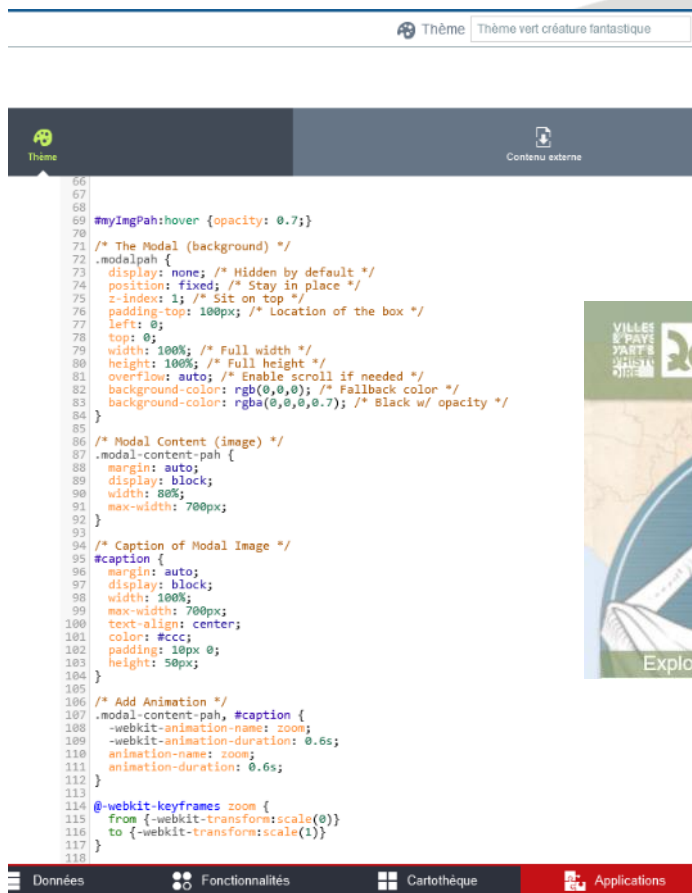 Thème Thème vert créature fantastique
Thème
Contenu externe
66
67
68
69 #myImgPah:hover {opacity: 0.7;}
70
71 /* The Modal (background) */
72 .modalpah {
73 display: none; /* Hidden by default */
74 position: fixed; /* Stay in place */
75 z-index: 1; /* Sit on top */
76 padding-top: 100px; /* Location of the box */
77 left: 0;
78 top: 0;
79 width: 100%; /* Full width */
80 height: 100%; /* Full height */
81 overflow: auto; /* Enable scroll if needed */
82 background-color: rgb(0,0,0); /* Fallback color */
83 background-color: rgba(0,0,0,0.7); /* Black w/ opacity */
84 }
85
86 /* Modal Content (image) */
87 .modal-content-pah {
88 margin: auto;
89 display: block;
90 width: 80%;
91 max-width: 700px;
92 }
93
94 /* Caption of Modal Image */
95 #caption {
96 margin: auto;
97 display: block;
98 width: 100%;
99 max-width: 700px;
100 text-align: center;
101 color: #ccc;
102 padding: 10px 0;
103 height: 50px;
104 }
105
106 /* Add Animation */
107 .modal-content-pah, #caption {
108 -webkit-animation-name: zoom;
109 -webkit-animation-duration: 0.6s;
110 animation-name: zoom;
111 animation-duration: 0.6s;
112 }
113
114 @-webkit-keyframes zoom {
115 from {-webkit-transform:scale(0)}
116 to {-webkit-transform:scale(1)}
117 }
118
VILLES
& PAYS
D'ART &
D'HISTO
DIRE
Explo
Données Fonctionnalités Cartothèque Applications